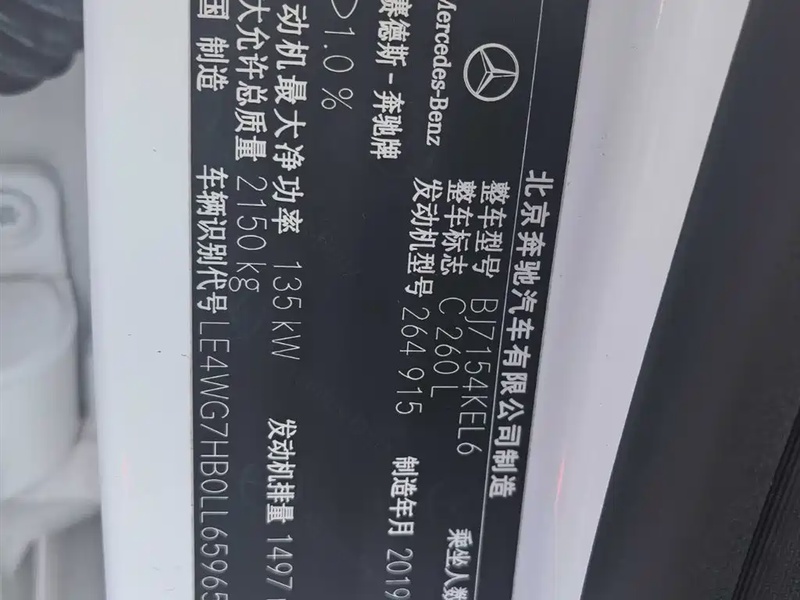 北京奔驰汽车有限公司制造
Mercedes-Benz
梅赛德斯-奔驰牌
整车型号 BJ7154KEL6 乘坐人数
整车标志 C 260 L
发动机型号 264 915 制造年月 2019
>1.0 %
动机最大净功率 135 kW 发动机排量 1497
大允许总质量 2150 kg
国 制造 车辆识别代号 LE4WG7HB0LL65965